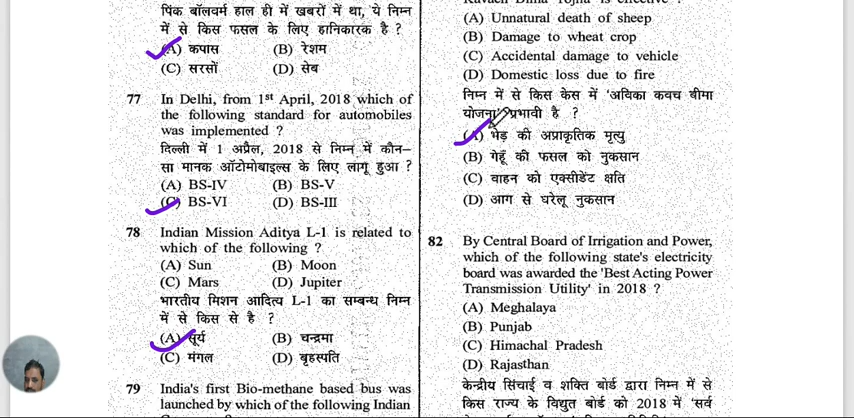 पिंक बॉलवर्म हाल ही में खबरों में था, ये निम्न
में से किस फसल के लिए हानिकारक है ?
(A) कपास (B) रेशम
(C) सरसों (D) सेब
77 In Delhi, from 1st April, 2018 which of
the following standard for automobiles
was implemented ?
दिल्ली में 1 अप्रैल, 2018 से निम्न में कौन–
सा मानक ऑटोमोबाइल्स के लिए लागू हुआ ?
(A) BS-IV (B) BS-V
(C) BS-VI (D) BS-III
78 Indian Mission Aditya L-1 is related to
which of the following ?
(A) Sun (B) Moon
(C) Mars (D) Jupiter
भारतीय मिशन आदित्य L-1 का सम्बन्ध निम्न
में से किस से है ?
(A) सूर्य (B) चन्द्रमा
(C) मंगल (D) बृहस्पति
79 India's first Bio-methane based bus was
launched by which of the following Indian
(A) Unnatural death of sheep
(B) Damage to wheat crop
(C) Accidental damage to vehicle
(D) Domestic loss due to fire
निम्न में से किस केस में 'अविका कवच बीमा
योजना' प्रभावी है ?
(A) भेड़ की अप्राकृतिक मृत्यु
(B) गेहूँ की फसल को नुकसान
(C) वाहन को एक्सीडेंट क्षति
(D) आग से घरेलू नुकसान
82 By Central Board of Irrigation and Power,
which of the following state's electricity
board was awarded the 'Best Acting Power
Transmission Utility' in 2018 ?
(A) Meghalaya
(B) Punjab
(C) Himachal Pradesh
(D) Rajasthan
केन्द्रीय सिंचाई व शक्ति बोर्ड द्वारा निम्न में से
किस राज्य के विद्युत बोर्ड को 2018 में 'सर्व